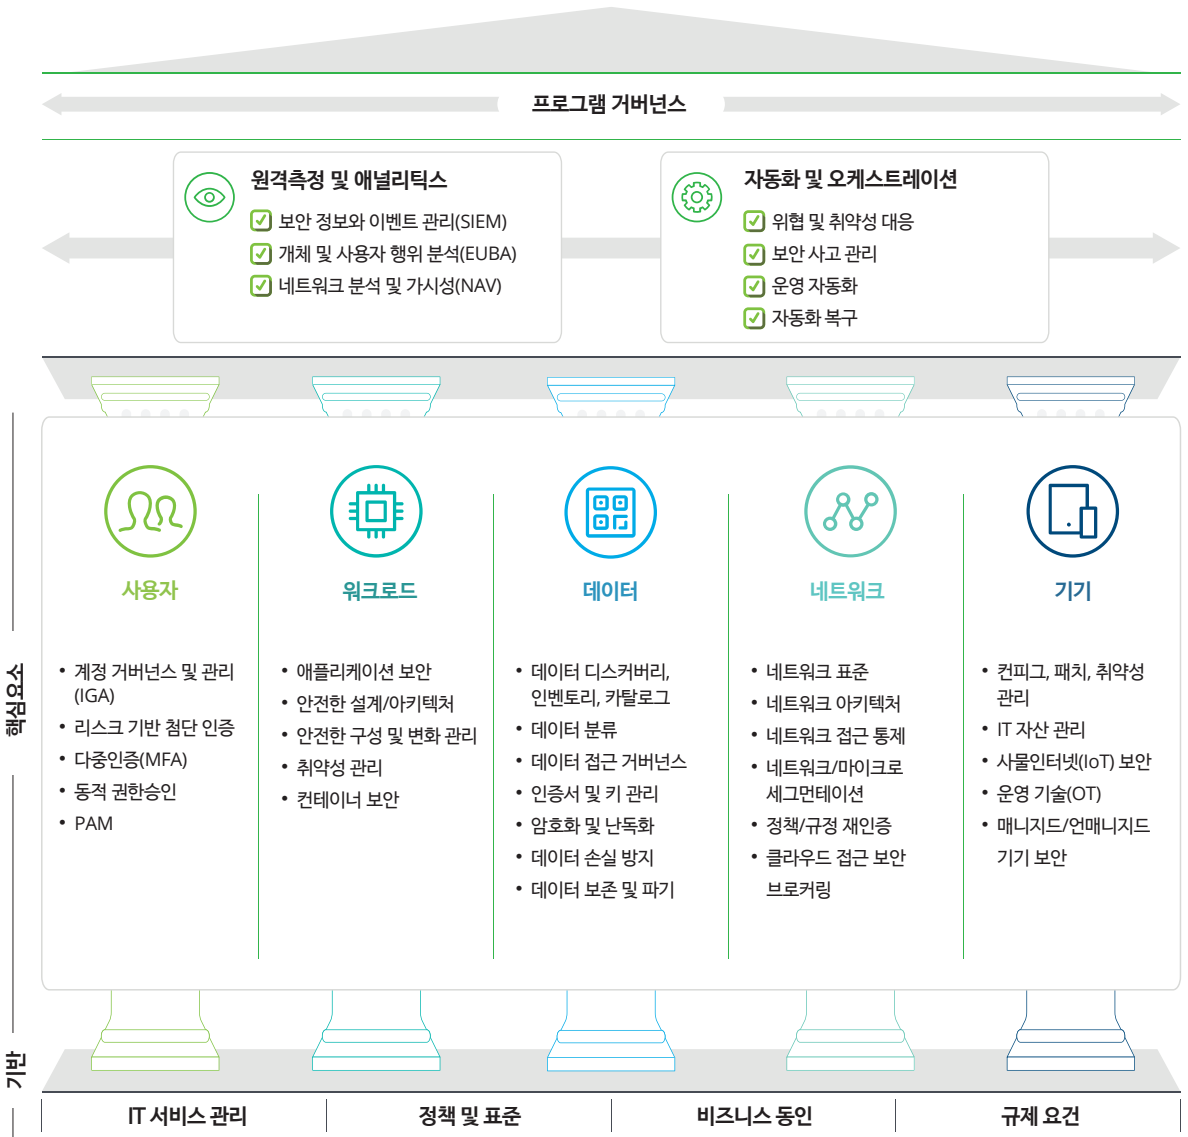 프로그램 거버넌스
원격측정 및 애널리틱스
보안 정보와 이벤트 관리(SIEM)
개체 및 사용자 행위 분석(EUBA)
네트워크 분석 및 가시성(NAV)
자동화 및 오케스트레이션
위협 및 취약성 대응
보안 사고 관리
운영 자동화
자동화 복구
핵심요소
사용자
• 계정 거버넌스 및 관리
(IGA)
• 리스크 기반 첨단 인증
• 다중인증(MFA)
• 동적 권한승인
• PAM
워크로드
• 애플리케이션 보안
• 안전한 설계/아키텍처
• 안전한 구성 및 변화 관리
• 취약성 관리
• 컨테이너 보안
데이터
• 데이터 디스커버리,
인벤토리, 카탈로그
• 데이터 분류
• 데이터 접근 거버넌스
• 인증서 및 키 관리
• 암호화 및 난독화
• 데이터 손실 방지
• 데이터 보존 및 파기
네트워크
• 네트워크 표준
• 네트워크 아키텍처
• 네트워크 접근 통제
• 네트워크/마이크로
세그먼테이션
• 정책/규정 재인증
• 클라우드 접근 보안
브로커링
기기
• 컨피그, 패치, 취약성
관리
• IT 자산 관리
• 사물인터넷(IoT) 보안
• 운영 기술(OT)
• 매니지드/언매니지드
기기 보안
기반
IT 서비스 관리
정책 및 표준
비즈니스 동인
규제 요건